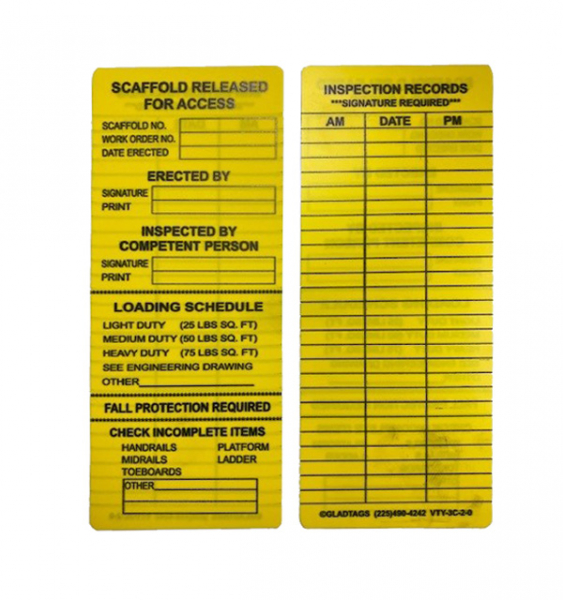 SCAFFOLD RELEASED
FOR ACCESS
SCAFFOLD NO.
WORK ORDER NO.
DATE ERECTED
ERECTED BY
SIGNATURE
PRINT
INSPECTED BY
COMPETENT PERSON
SIGNATURE
PRINT
LOADING SCHEDULE
LIGHT DUTY (25 LBS SQ. FT)
MEDIUM DUTY (50 LBS SQ. FT)
HEAVY DUTY (75 LBS SQ. FT)
SEE ENGINEERING DRAWING
OTHER
FALL PROTECTION REQUIRED
CHECK INCOMPLETE ITEMS
HANDRAILS PLATFORM
MIDRAILS LADDER
TOEBOARDS
OTHER
INSPECTION RECORDS
***SIGNATURE REQUIRED***
AM DATE PM
©GLADTAGS (225)490-4242 VTY-3C-2-0